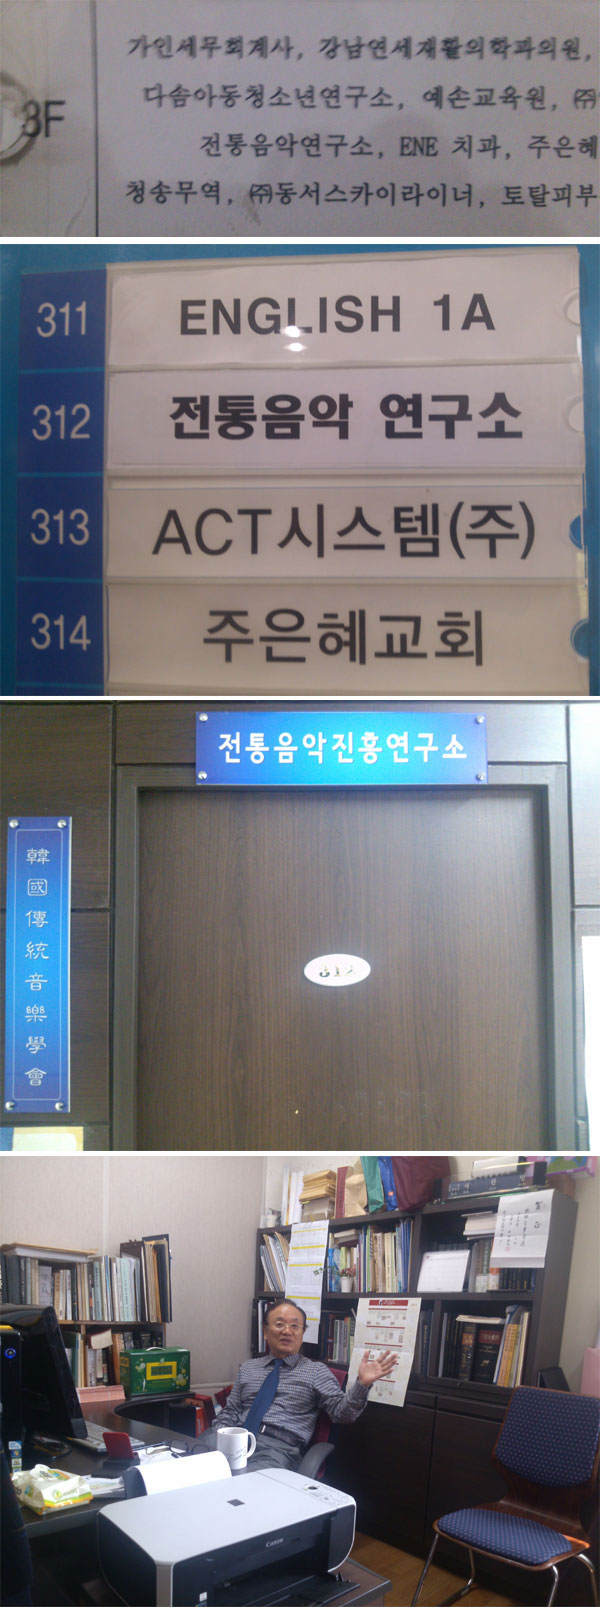 3F
가인세무회계사, 강남연세재활의학과의원,
다솜아동청소년연구소, 예손교육원, ㈜
전통음악연구소, ENE 치과, 주은혜
청송무역, ㈜동서스카이라이너, 토탈피부
311 ENGLISH 1A
312 전통음악 연구소
313 ACT시스템(주)
314 주은혜교회
전통음악진흥연구소
韓國傳統音樂學會
312
Canon